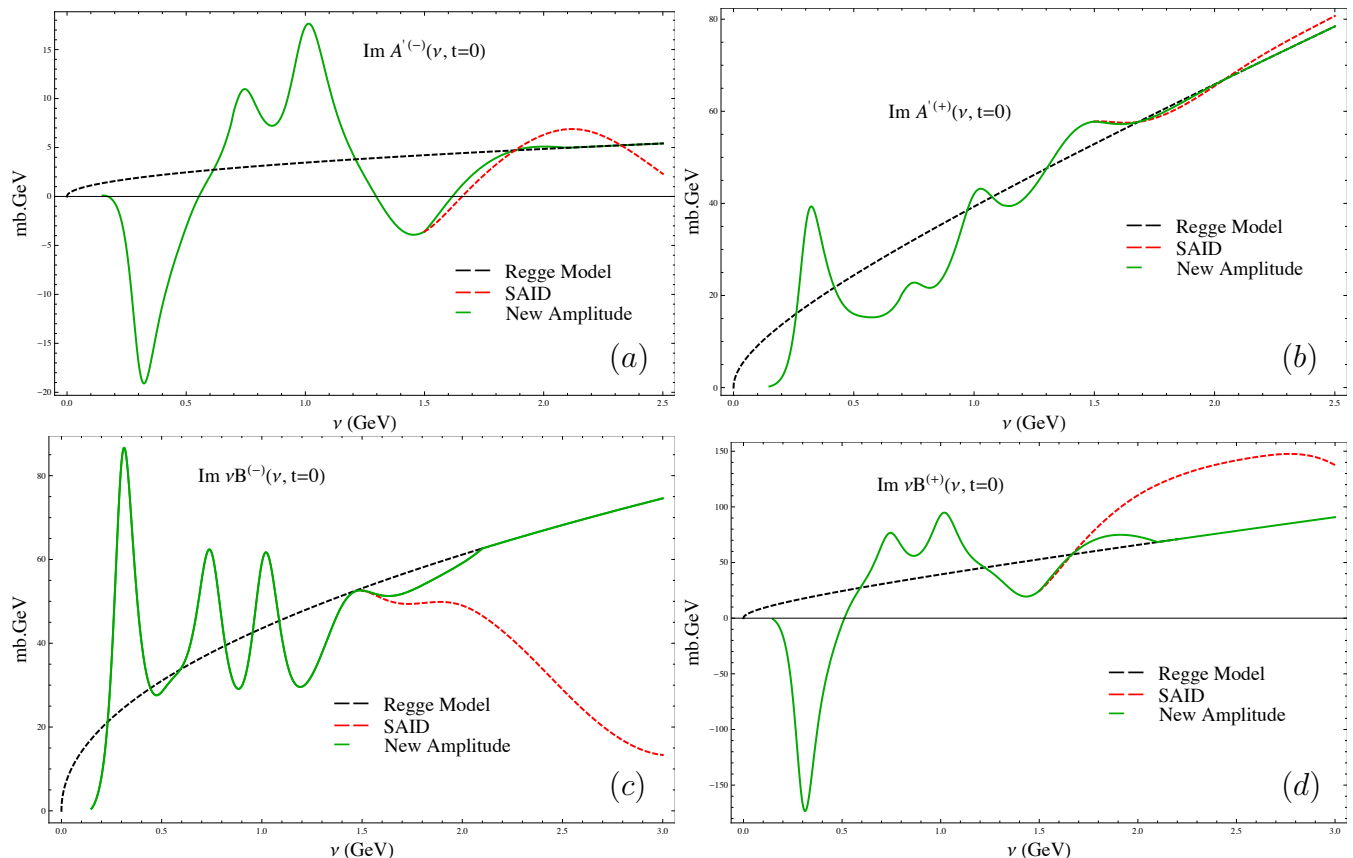 Im A'(-)(ν, t=0)
mb.GeV
15
10
5
0
−5
−10
−15
−20
Regge Model
SAID
New Amplitude
(a)
0.0 0.5 1.0 1.5 2.0 2.5
ν (GeV)
Im A'(+)(ν, t=0)
mb.GeV
80
60
40
20
0
Regge Model
SAID
New Amplitude
(b)
0.0 0.5 1.0 1.5 2.0 2.5
ν (GeV)
Im νB(−)(ν, t=0)
mb.GeV
80
60
40
20
0
Regge Model
SAID
New Amplitude
(c)
0.0 0.5 1.0 1.5 2.0 2.5 3.0
ν (GeV)
Im νB(+)(ν, t=0)
mb.GeV
150
100
50
0
−50
−100
−150
Regge Model
SAID
New Amplitude
(d)
0.0 0.5 1.0 1.5 2.0 2.5 3.0
ν (GeV)